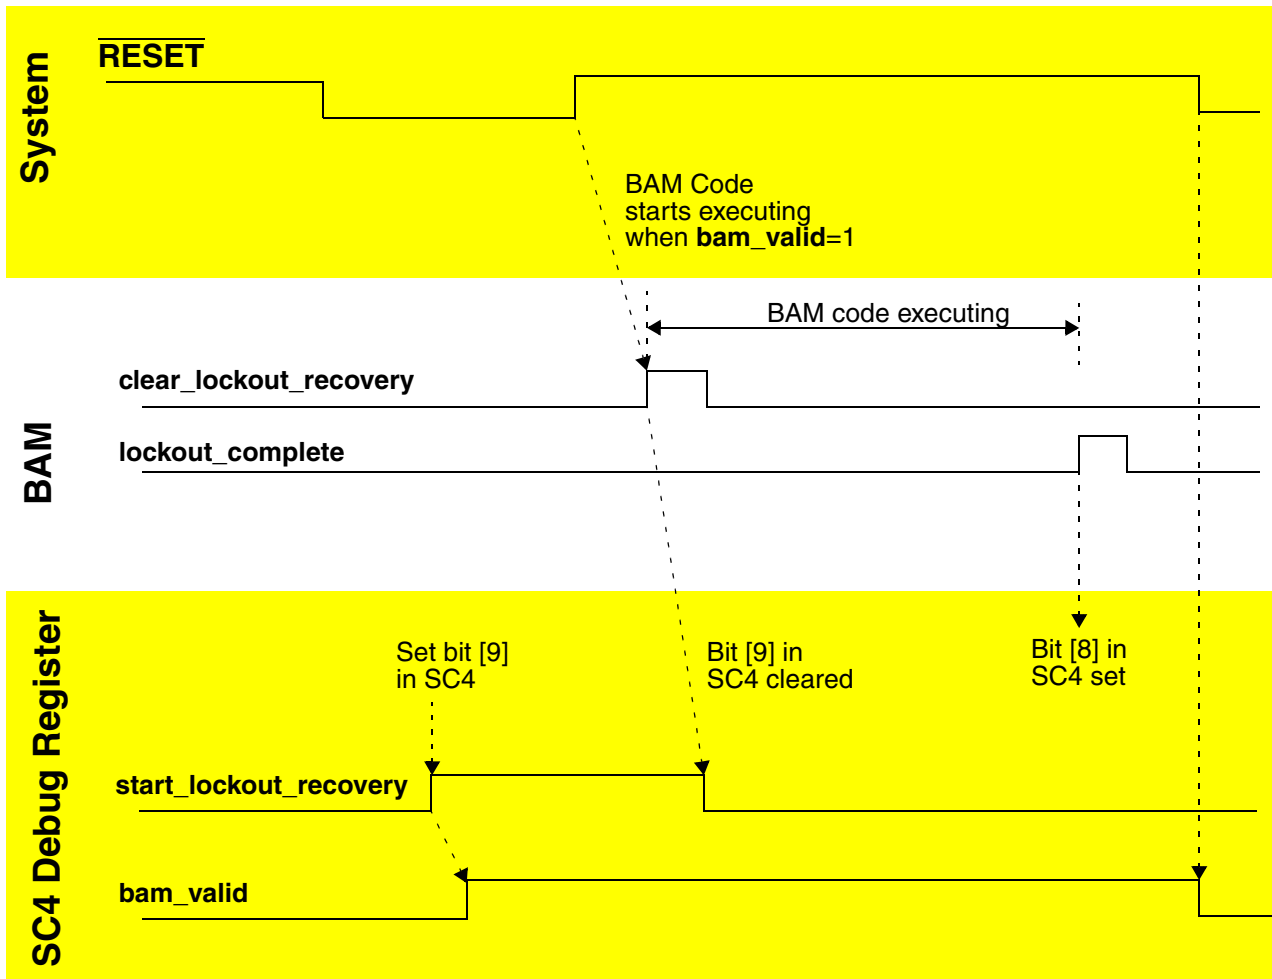 System
RESET
BAM Code
starts executing
when bam_valid=1
BAM
BAM code executing
clear_lockout_recovery
lockout_complete
SC4 Debug Register
Set bit [9]
in SC4
Bit [9] in
SC4 cleared
Bit [8] in
SC4 set
start_lockout_recovery
bam_valid